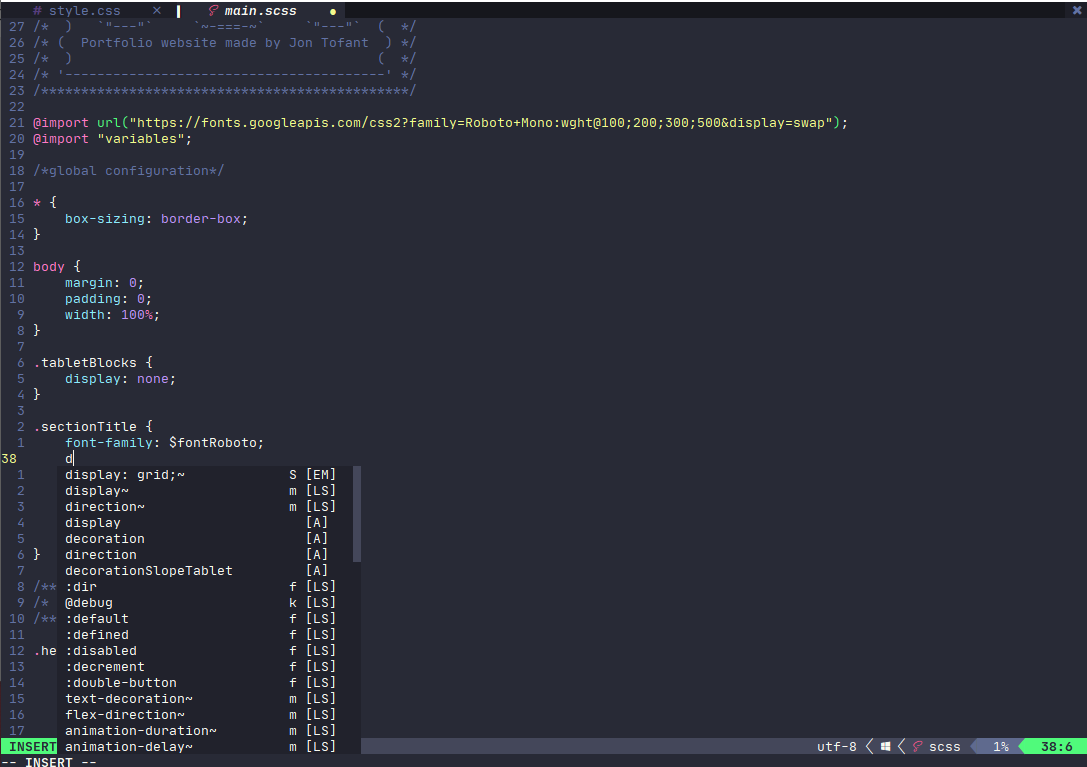 # style.css × main.scss ●
27 /* ) `"---"` `~-===-~` `"---"` ( */
26 /* ( Portfolio website made by Jon Tofant ) */
25 /* ) ( */
24 /* '----------------------------------------' */
23 /**********************************************/
22
21 @import url("https://fonts.googleapis.com/css2?family=Roboto+Mono:wght@100;200;300;500&display=swap");
20 @import "variables";
19
18 /*global configuration*/
17
16 * {
15 box-sizing: border-box;
14 }
13
12 body {
11 margin: 0;
10 padding: 0;
9 width: 100%;
8 }
7
6 .tabletBlocks {
5 display: none;
4 }
3
2 .sectionTitle {
1 font-family: $fontRoboto;
38 d
1 display: grid;~ S [EM]
2 display~ m [LS]
3 direction~ m [LS]
4 display [A]
5 decoration [A]
6 } direction [A]
7 decorationSlopeTablet [A]
8 /** :dir f [LS]
9 /* @debug k [LS]
10 /** :default f [LS]
11 :defined f [LS]
12 .he :disabled f [LS]
13 :decrement f [LS]
14 :double-button f [LS]
15 text-decoration~ m [LS]
16 flex-direction~ m [LS]
17 animation-duration~ m [LS]
INSERT animation-delay~ m [LS] utf-8 scss 1% 38:6
-- INSERT --